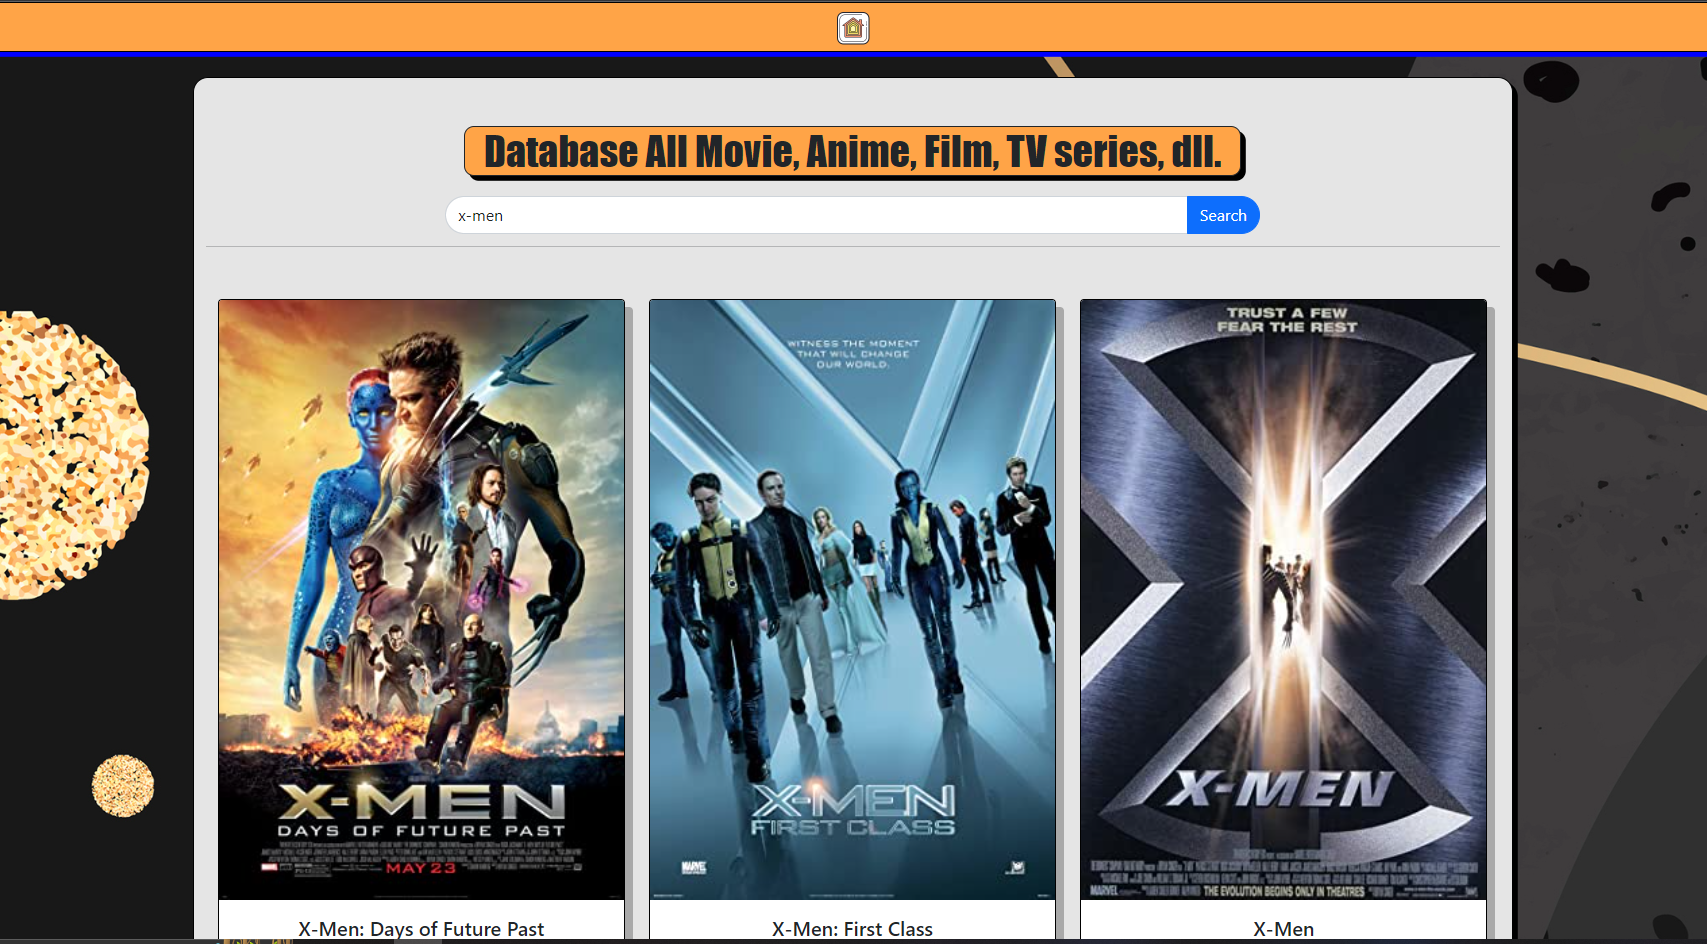 Database All Movie, Anime, Film, TV series, dll.
x-men
Search
X-MEN
DAYS OF FUTURE PAST
MAY 23
WITNESS THE MOMENT
THAT WILL CHANGE
OUR WORLD.
X-MEN
FIRST CLASS
MARVEL
TRUST A FEW
FEAR THE REST
X-MEN
MARVEL
THE EVOLUTION BEGINS ONLY IN THEATRES
X-Men: Days of Future Past
X-Men: First Class
X-Men